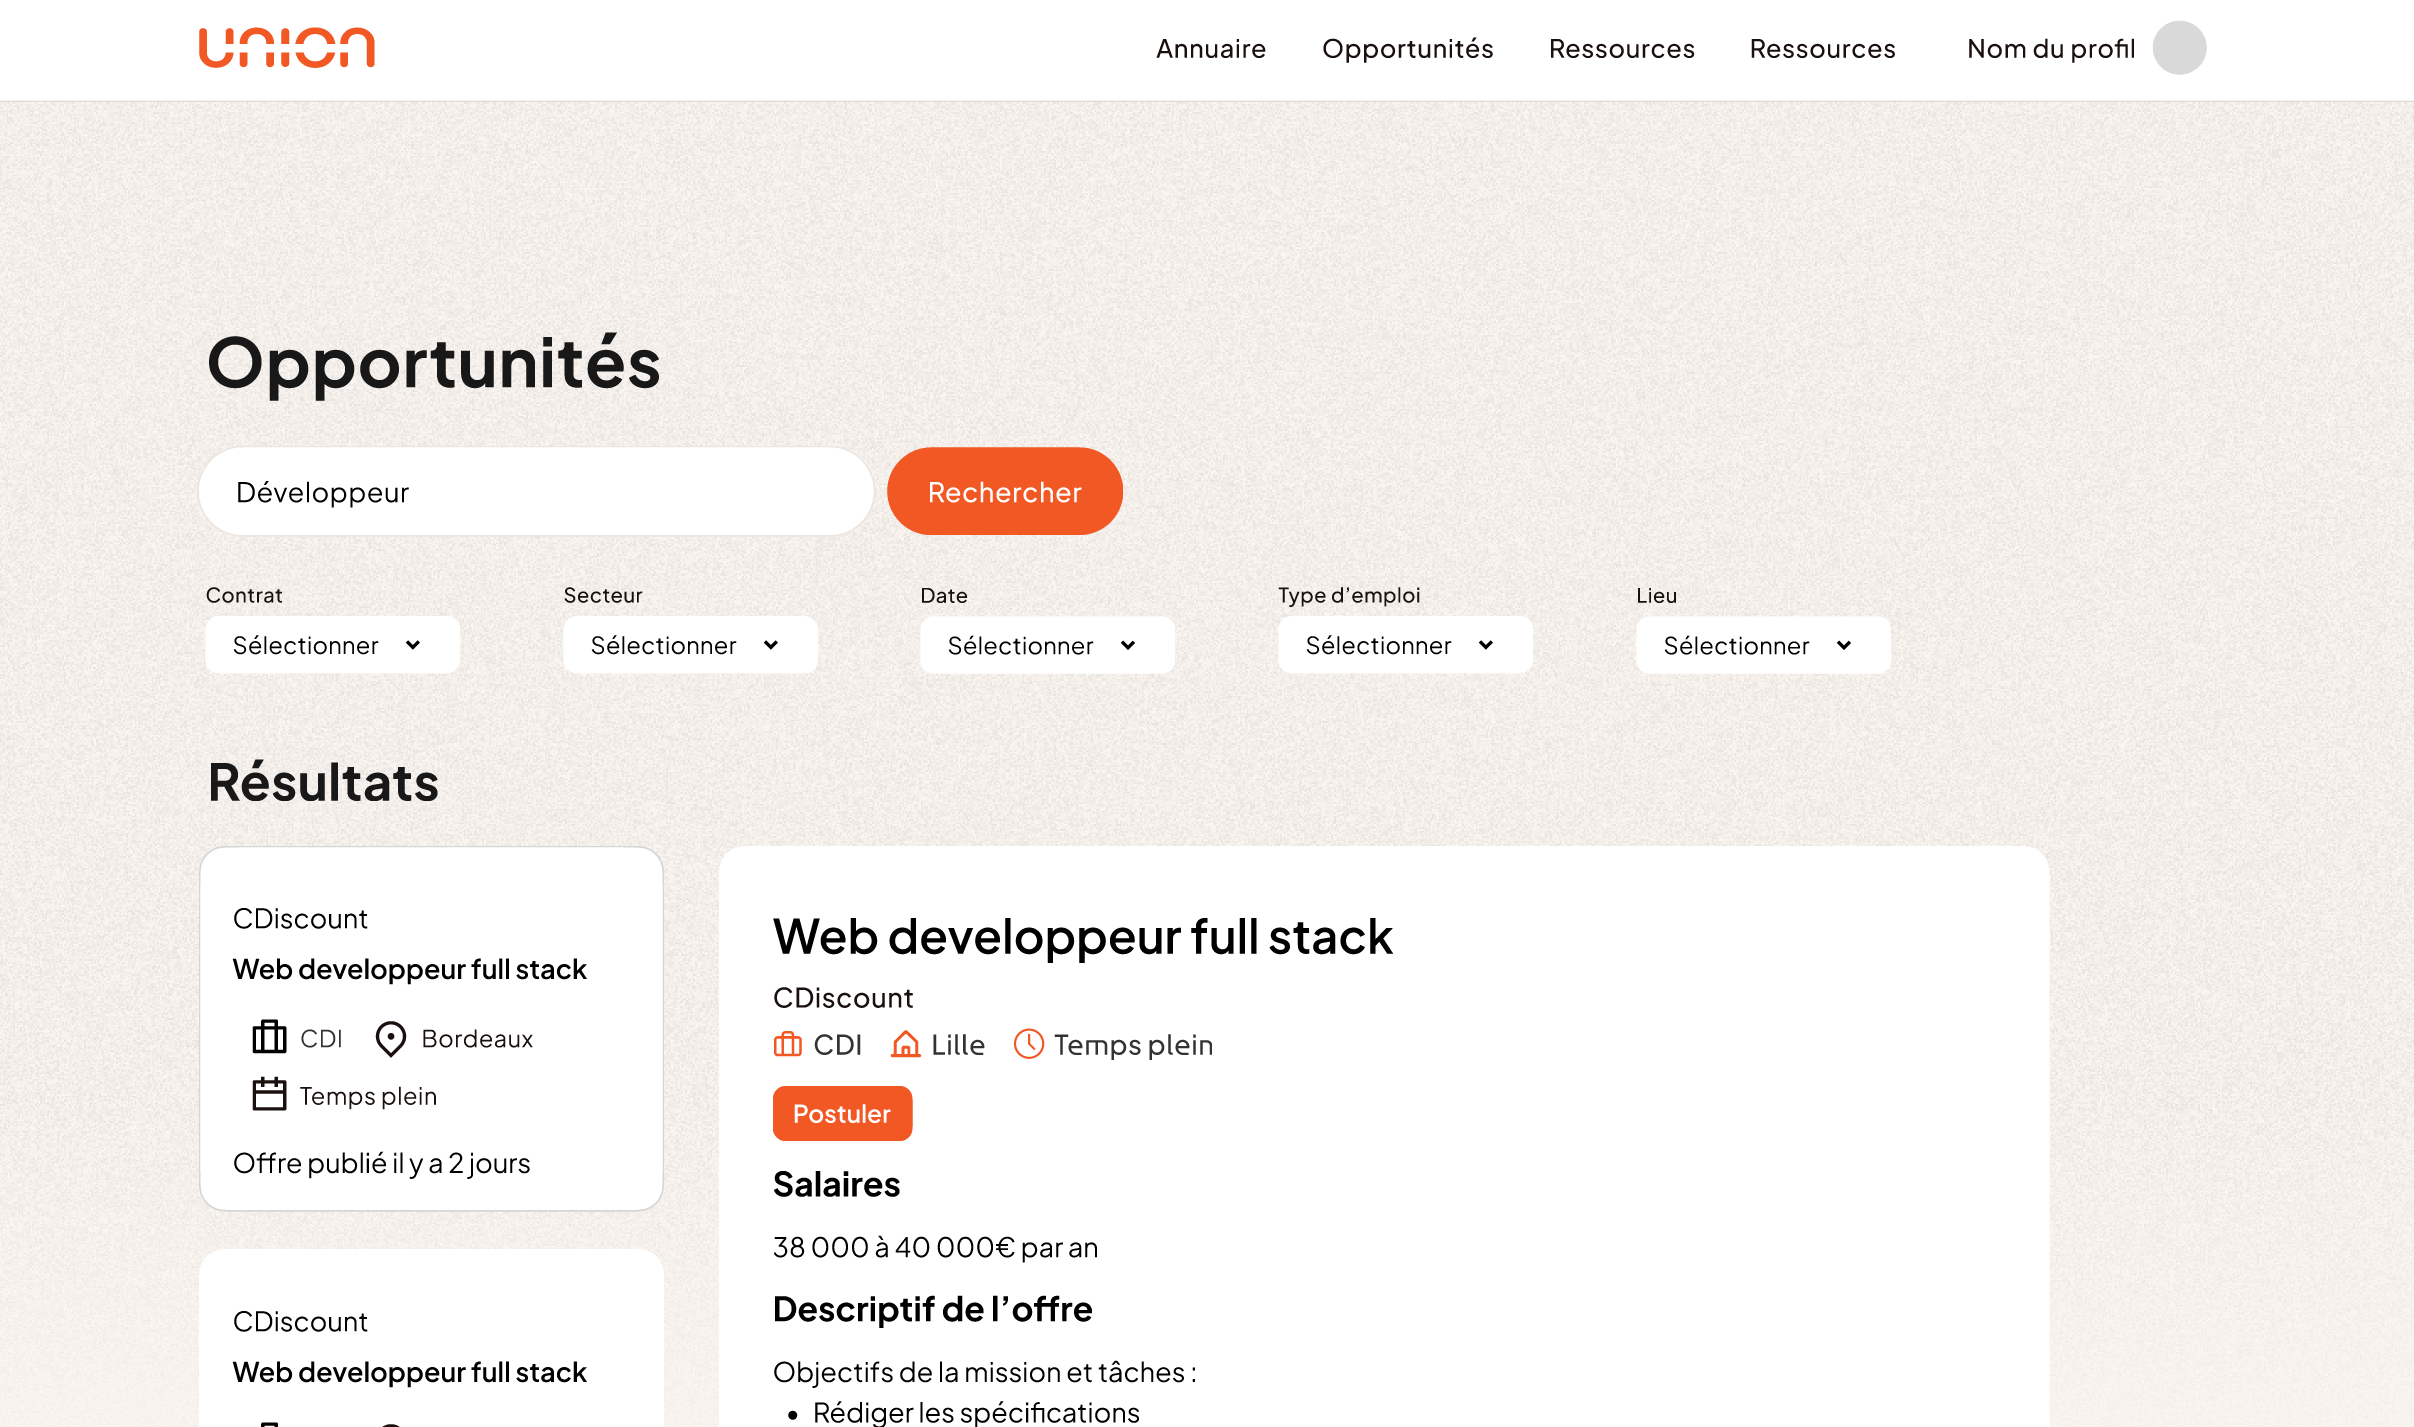 union
Annuaire Opportunités Ressources Ressources Nom du profil
Opportunités
Développeur Rechercher
Contrat Secteur Date Type d’emploi Lieu
Sélectionner Sélectionner Sélectionner Sélectionner Sélectionner
Résultats
CDiscount
Web developpeur full stack
CDI Bordeaux
Temps plein
Offre publié il y a 2 jours
CDiscount
Web developpeur full stack
Web developpeur full stack
CDiscount
CDI Lille Temps plein
Postuler
Salaires
38 000 à 40 000€ par an
Descriptif de l’offre
Objectifs de la mission et tâches :
• Rédiger les spécifications